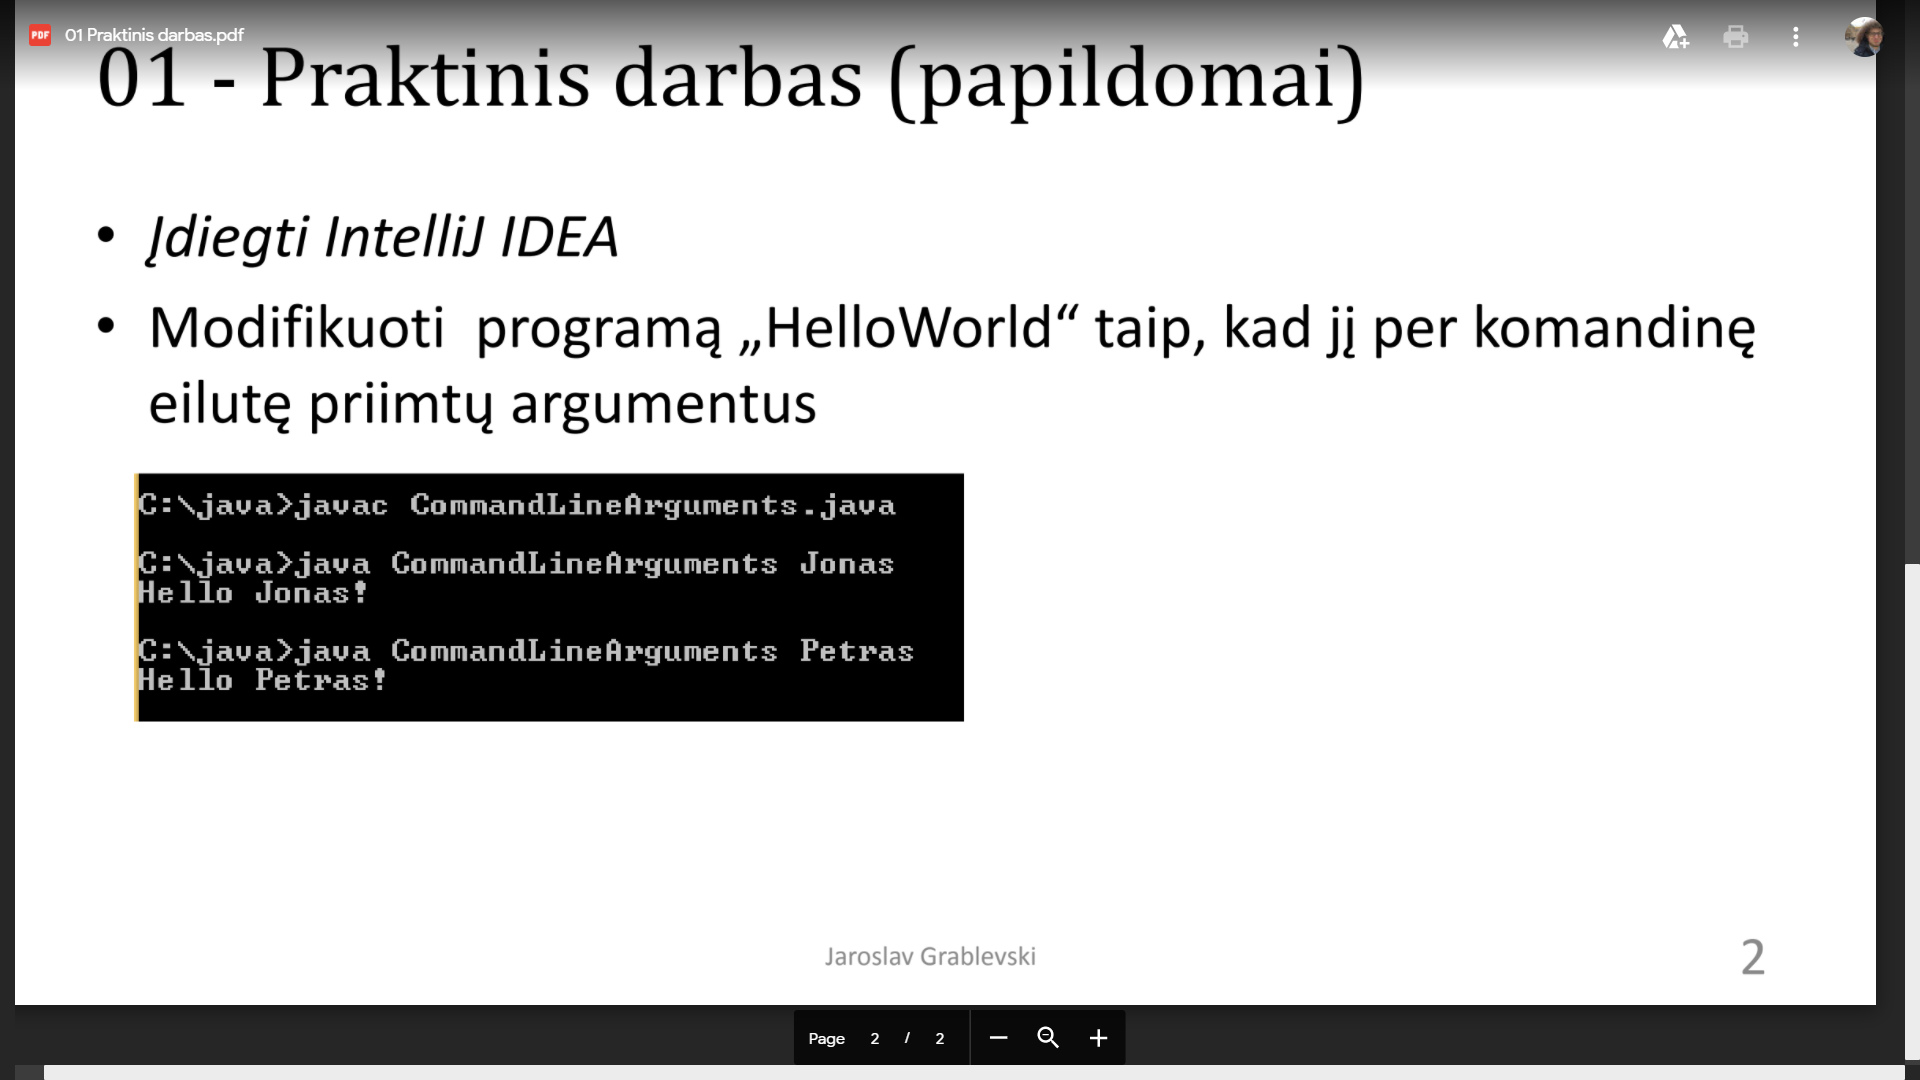 PDF 01 Praktinis darbas.pdf
01 - Praktinis darbas (papildomai)
• Įdiegti IntelliJ IDEA
• Modifikuoti programą „HelloWorld“ taip, kad jį per komandinę
eilutę priimtų argumentus
C:\java>javac CommandLineArguments.java
C:\java>java CommandLineArguments Jonas
Hello Jonas!
C:\java>java CommandLineArguments Petras
Hello Petras!
Jaroslav Grablevski
2
Page 2 / 2